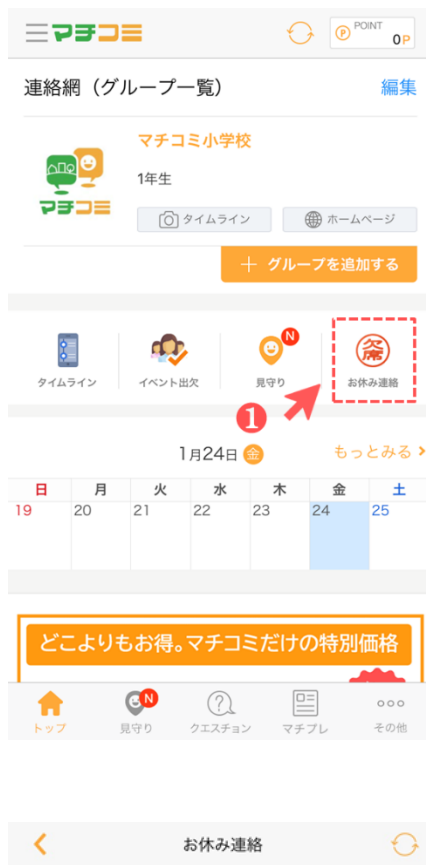 マチコミ
POINT
P 0P
連絡網（グループ一覧） 編集
マチコミ小学校
1年生
マチコミ
タイムライン ホームページ
＋ グループを追加する
N
欠席
タイムライン イベント出欠 見守り お休み連絡
1
1月24日 金 もっとみる >
日 月 火 水 木 金 土
19 20 21 22 23 24 25
どこよりもお得。マチコミだけの特別価格
N
トップ 見守り クエスチョン マチプレ その他
お休み連絡